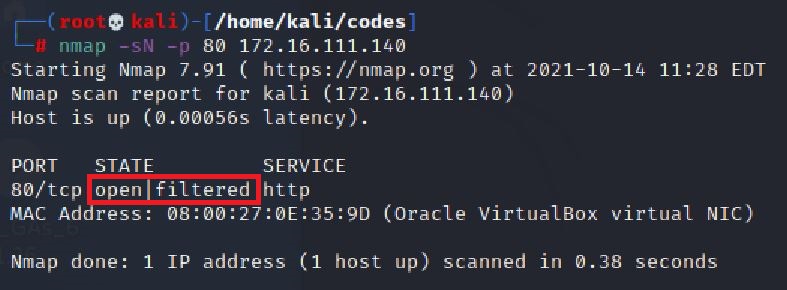 ┌──(root💀kali)-[/home/kali/codes]
└─# nmap -sN -p 80 172.16.111.140
Starting Nmap 7.91 ( https://nmap.org ) at 2021-10-14 11:28 EDT
Nmap scan report for kali (172.16.111.140)
Host is up (0.00056s latency).
PORT   STATE         SERVICE
80/tcp open|filtered http
MAC Address: 08:00:27:0E:35:9D (Oracle VirtualBox virtual NIC)
Nmap done: 1 IP address (1 host up) scanned in 0.38 seconds